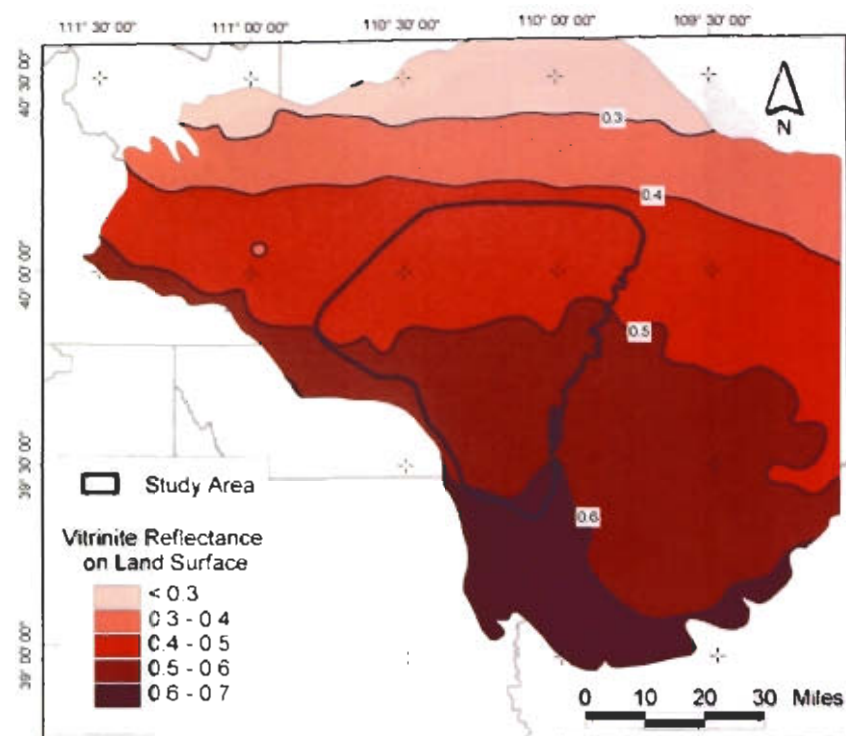 111° 30' 00" 111° 00' 00" 110° 30' 00" 110° 00' 00" 109° 30' 00"
40° 30' 00"
N
0.3
0.4
40° 00' 00"
0.5
39° 30' 00"
Study Area
0.6
Vitrinite Reflectance
on Land Surface
< 0.3
0.3 - 0.4
0.4 - 0.5
0.5 - 0.6
0.6 - 0.7
39° 00' 00"
0 10 20 30 Miles